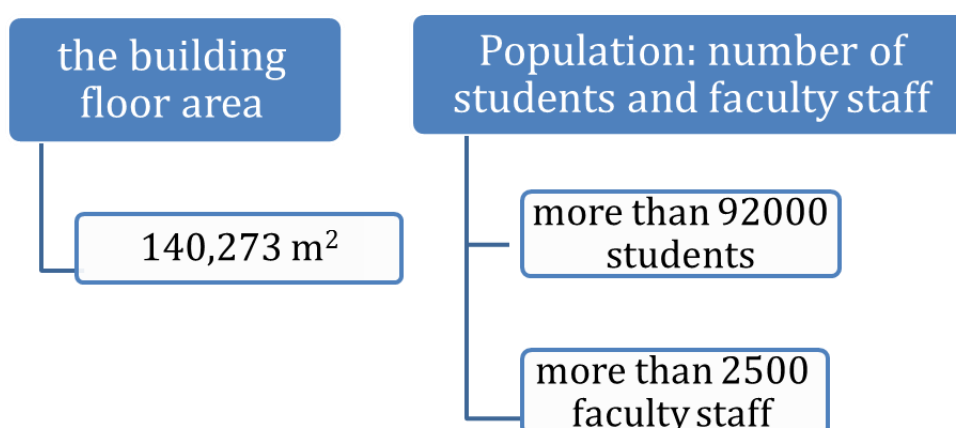 the building
floor area
140,273 m²
Population: number of
students and faculty staff
more than 92000
students
more than 2500
faculty staff